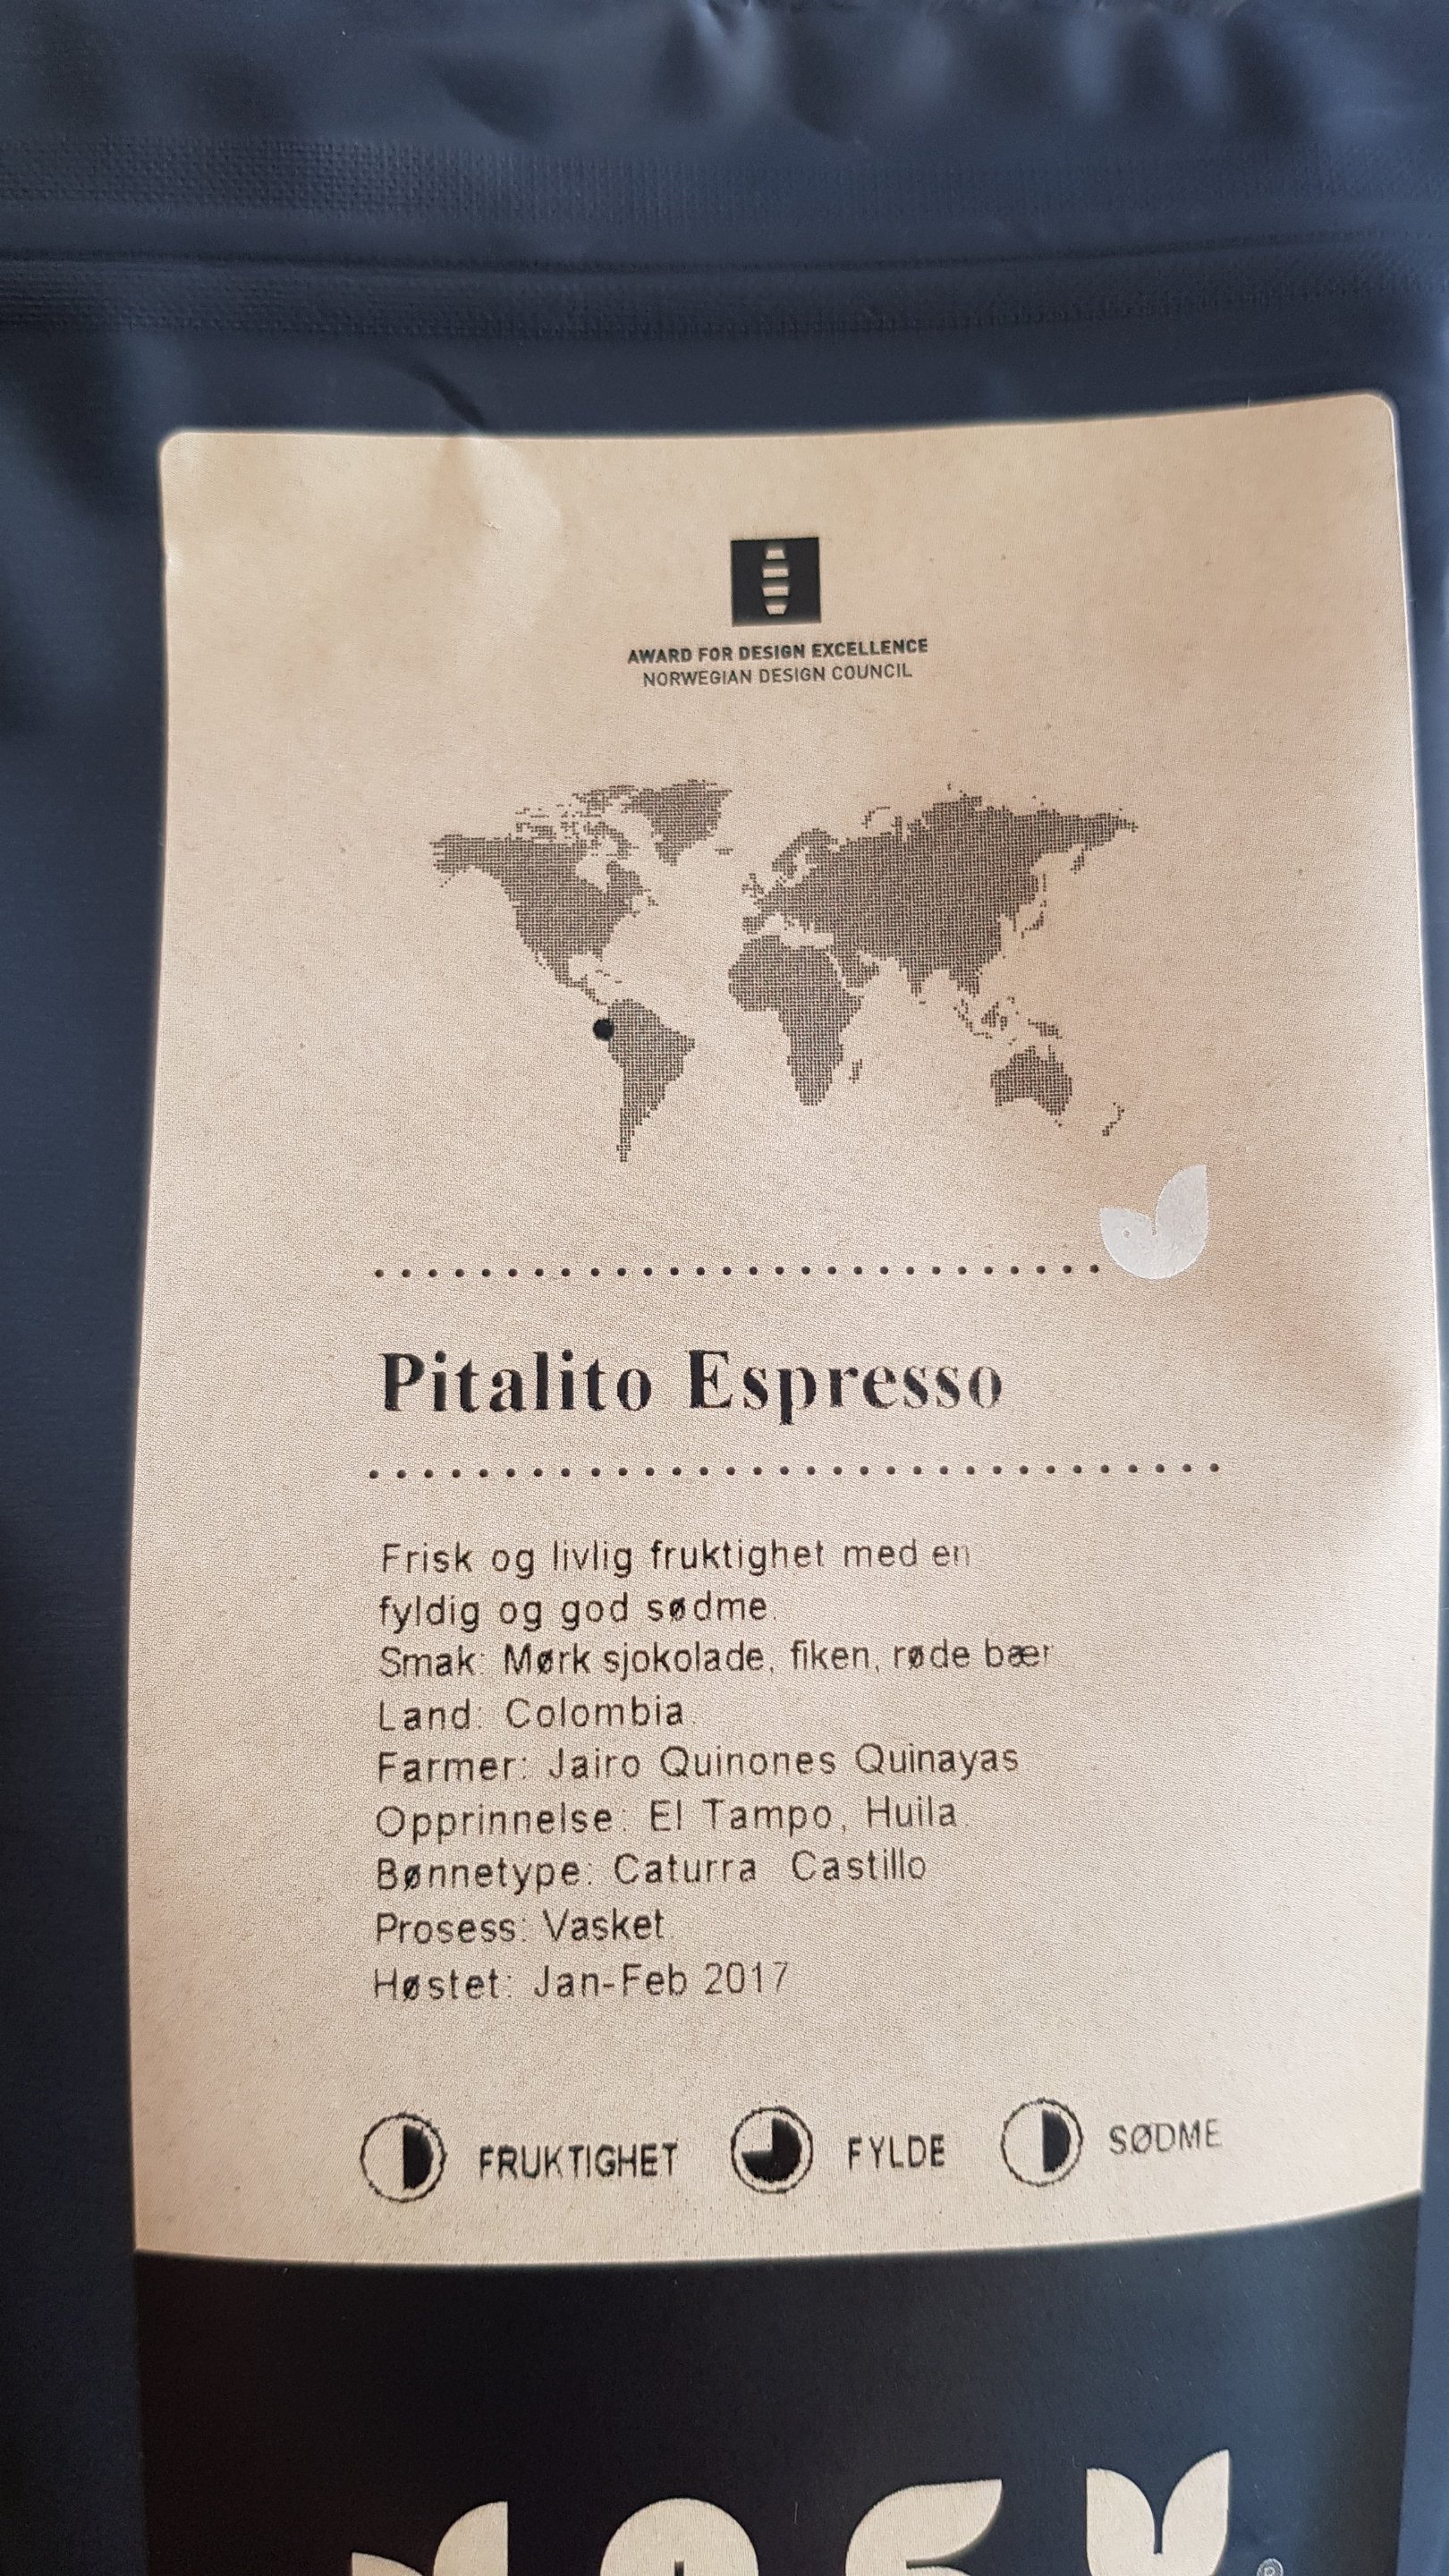 AWARD FOR DESIGN EXCELLENCE
NORWEGIAN DESIGN COUNCIL
Pitalito Espresso
Frisk og livlig fruktighet med en
fyldig og god sødme.
Smak: Mørk sjokolade, fiken, røde bær
Land: Colombia.
Farmer: Jairo Quinones Quinayas
Opprinnelse: El Tampo, Huila
Bønnetype: Caturra Castillo
Prosess: Vasket
Høstet: Jan-Feb 2017
FRUKTIGHET FYLDE SØDME